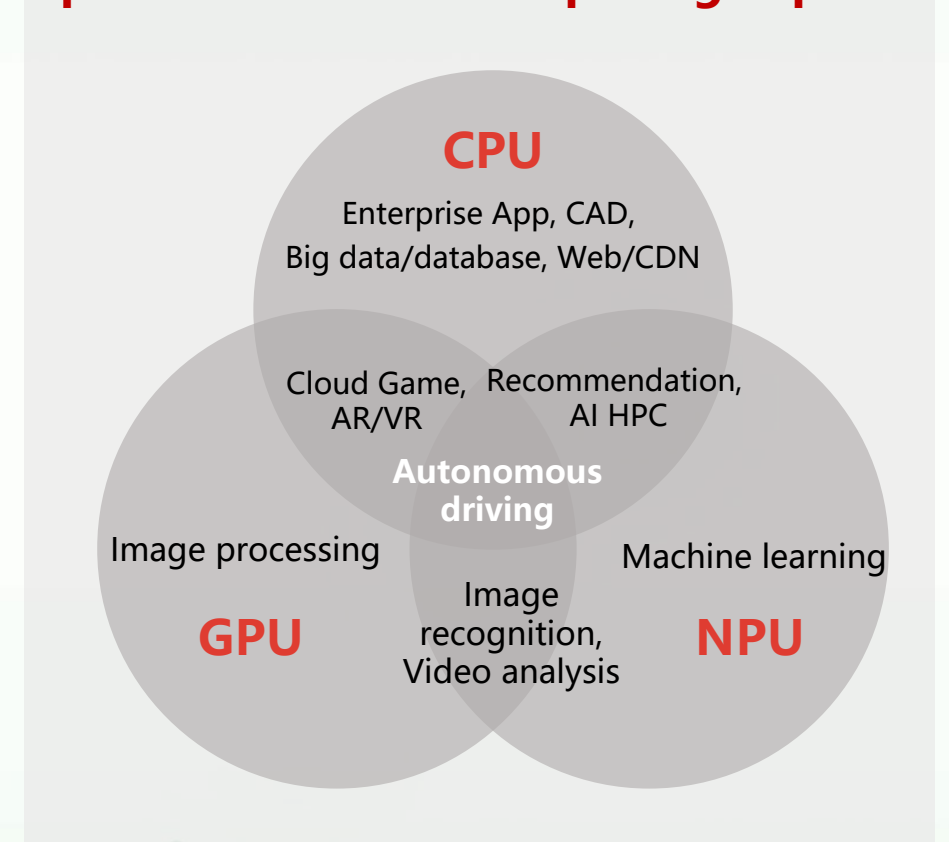 CPU
Enterprise App, CAD,
Big data/database, Web/CDN
Cloud Game,
AR/VR
Recommendation,
AI HPC
Autonomous
driving
Image processing
GPU
Image
recognition,
Video analysis
Machine learning
NPU